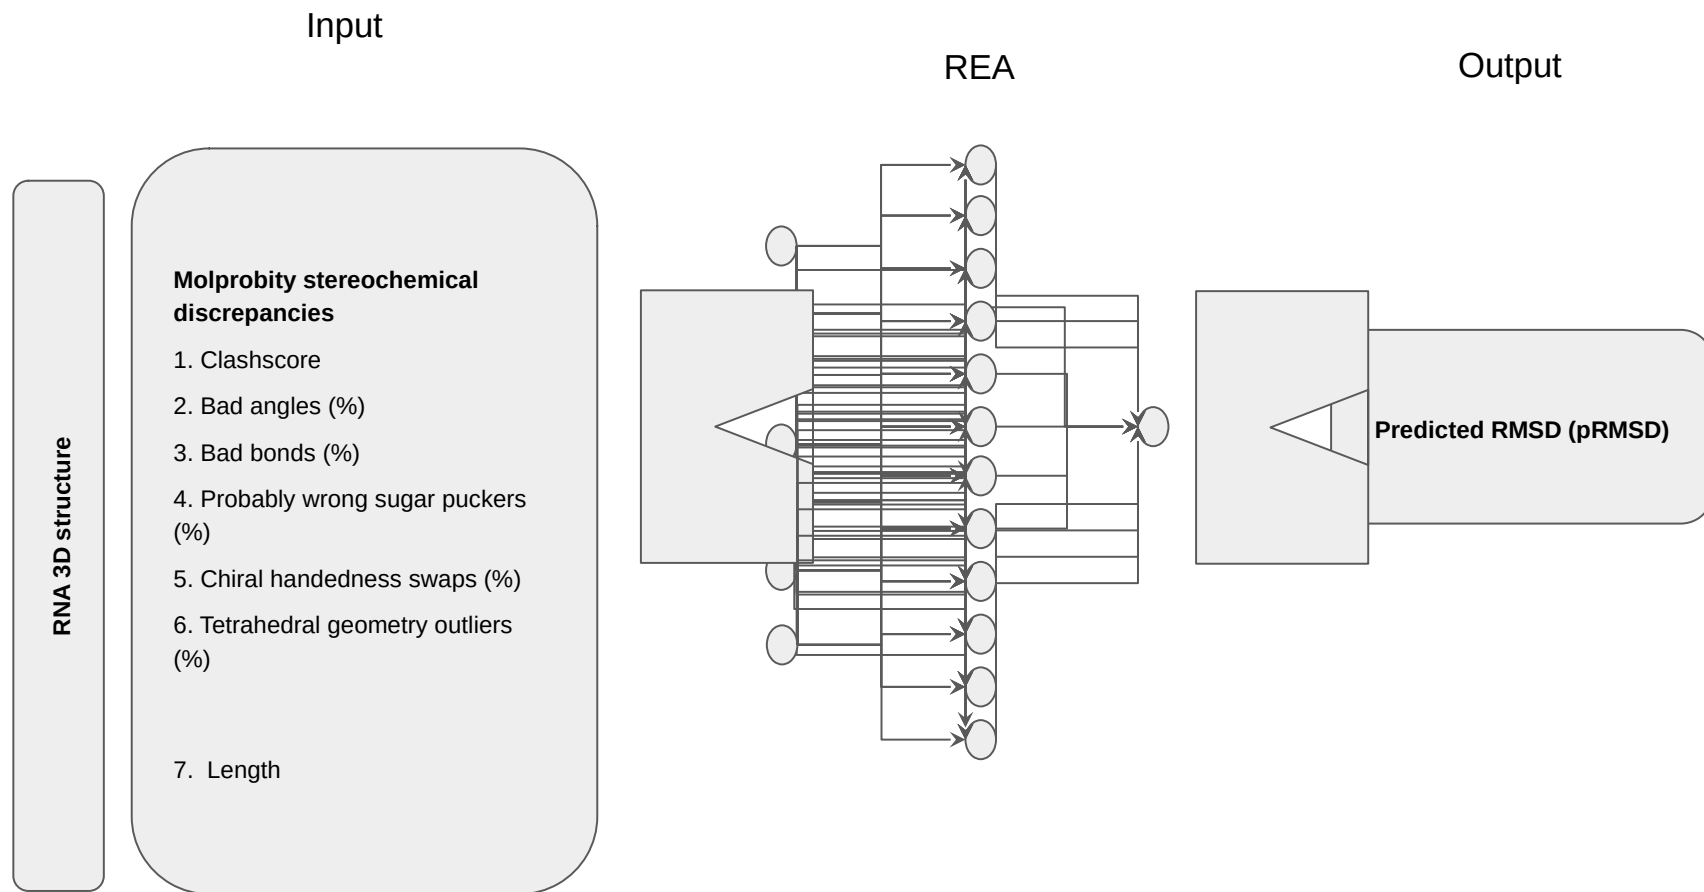 Input
REA
Output
RNA 3D structure
Molprobity stereochemical
discrepancies
1. Clashscore
2. Bad angles (%)
3. Bad bonds (%)
4. Probably wrong sugar puckers
(%)
5. Chiral handedness swaps (%)
6. Tetrahedral geometry outliers
(%)
7. Length
Predicted RMSD (pRMSD)